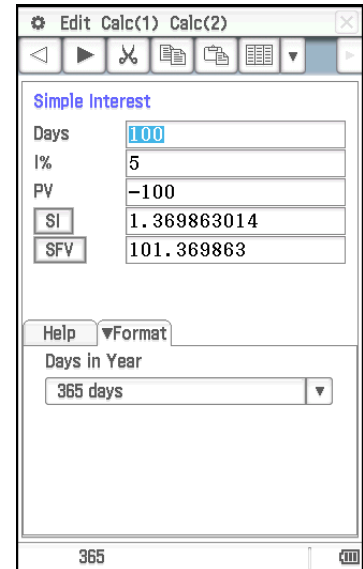 Edit Calc(1) Calc(2)
Simple Interest
Days 100
I% 5
PV −100
SI 1.369863014
SFV 101.369863
Help ▼Format
Days in Year
365 days
365